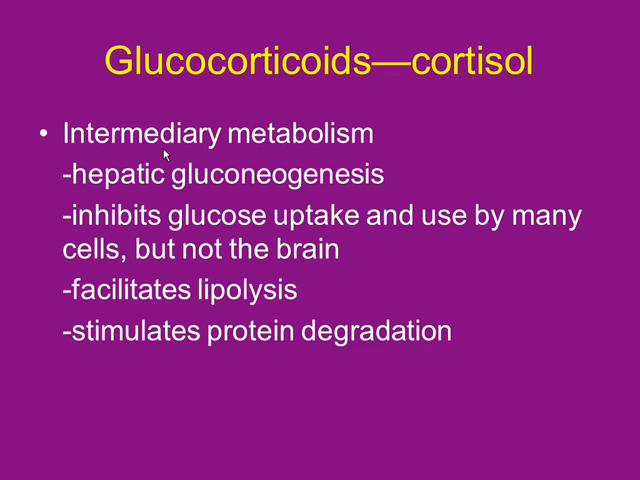 Glucocorticoids—cortisol
• Intermediary metabolism
-hepatic gluconeogenesis
-inhibits glucose uptake and use by many
cells, but not the brain
-facilitates lipolysis
-stimulates protein degradation